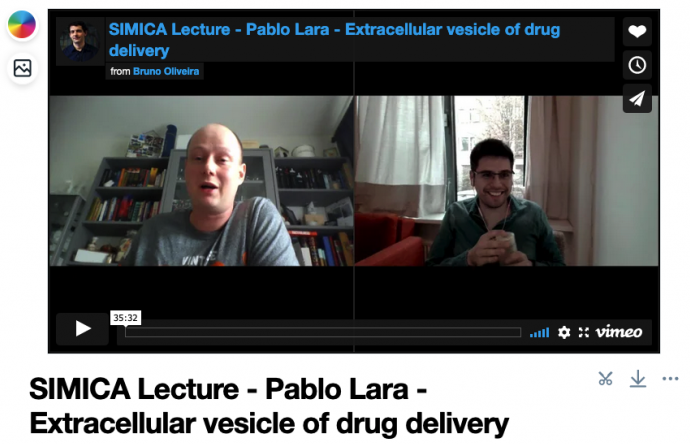 SIMICA Lecture - Pablo Lara - Extracellular vesicle of drug
delivery
from Bruno Oliveira
35:32
vimeo
SIMICA Lecture - Pablo Lara -
Extracellular vesicle of drug delivery